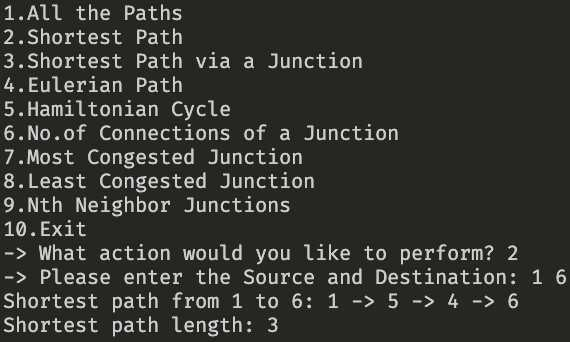 1.All the Paths
2.Shortest Path
3.Shortest Path via a Junction
4.Eulerian Path
5.Hamiltonian Cycle
6.No.of Connections of a Junction
7.Most Congested Junction
8.Least Congested Junction
9.Nth Neighbor Junctions
10.Exit
-> What action would you like to perform? 2
-> Please enter the Source and Destination: 1 6
Shortest path from 1 to 6: 1 -> 5 -> 4 -> 6
Shortest path length: 3